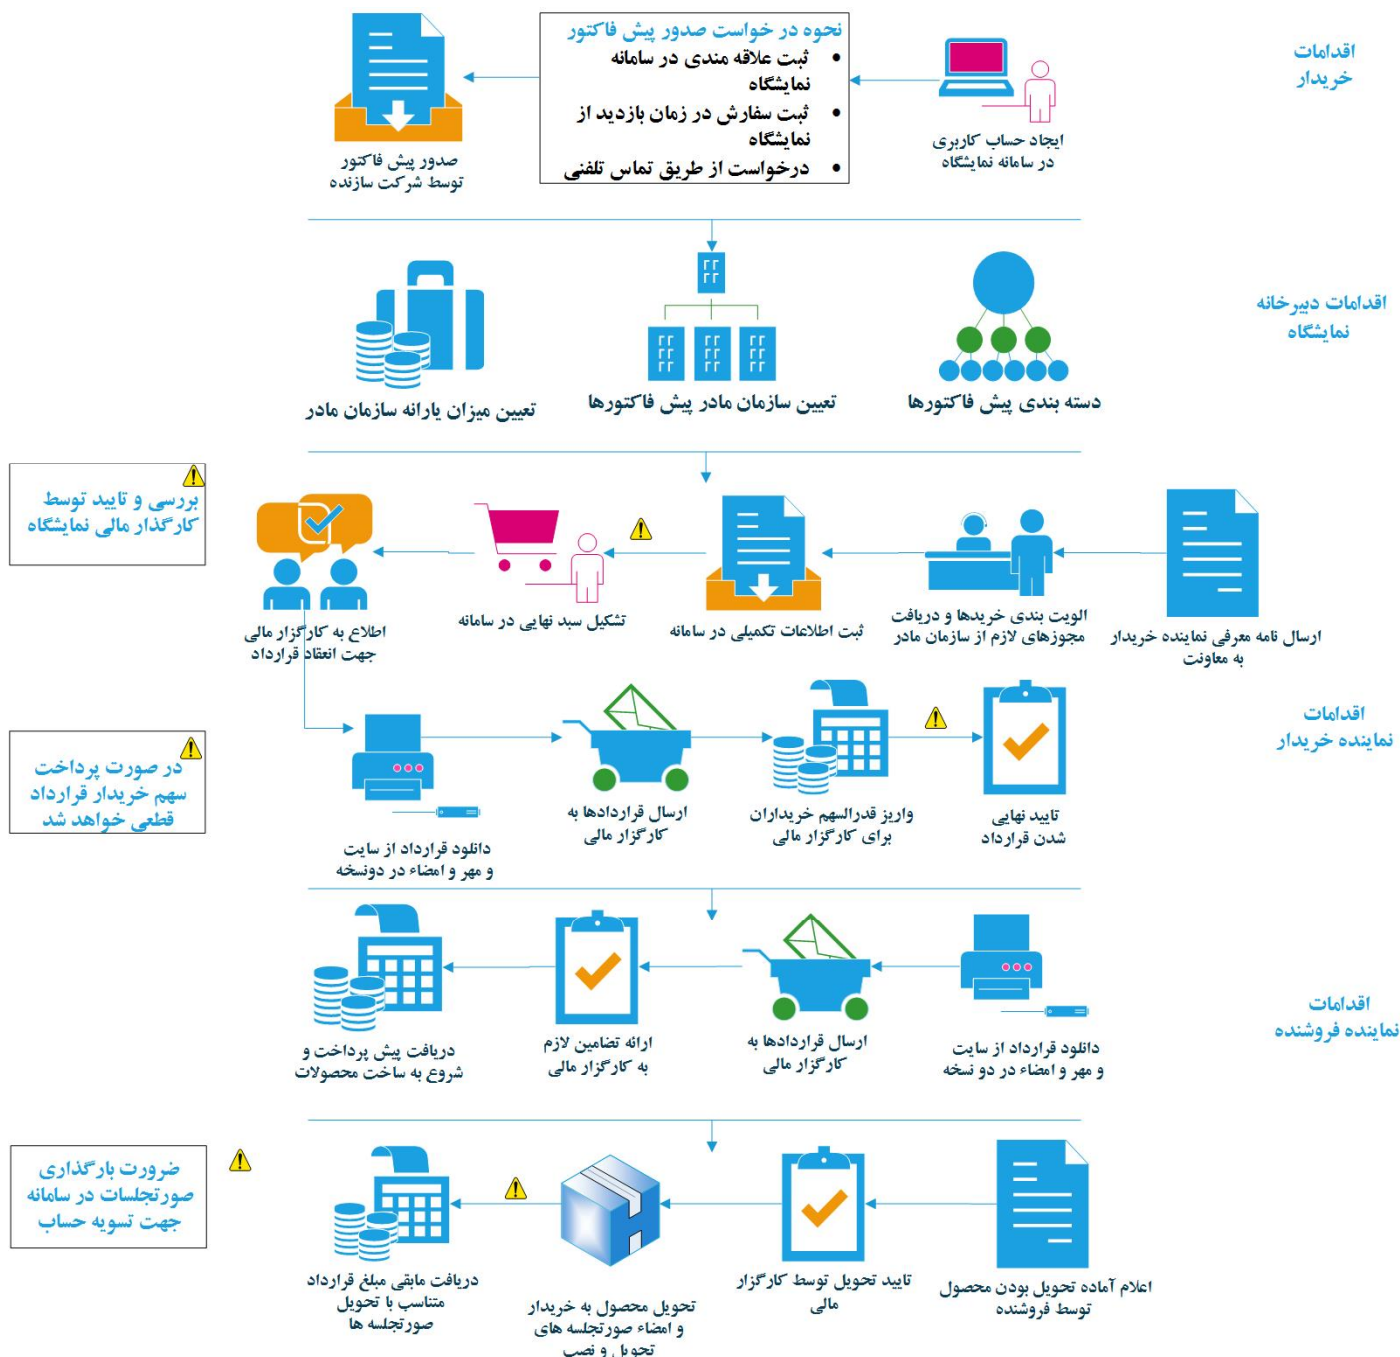 اقدامات
خریدار
ایجاد حساب کاربری
در سامانه نمایشگاه
نحوه در خواست صدور پیش فاکتور
• ثبت علاقه مندی در سامانه
نمایشگاه
• ثبت سفارش در زمان بازدید از
نمایشگاه
• درخواست از طریق تماس تلفنی
صدور پیش فاکتور
توسط شرکت سازنده
اقدامات دبیرخانه
نمایشگاه
دسته بندی پیش فاکتورها
تعیین سازمان مادر پیش فاکتورها
تعیین میزان یارانه سازمان مادر
ارسال نامه معرفی نماینده خریدار
به معاونت
الویت بندی خریدها و دریافت
مجوزهای لازم از سازمان مادر
ثبت اطلاعات تکمیلی در سامانه
تشکیل سبد نهایی در سامانه
اطلاع به کارگزار مالی
جهت انعقاد قرارداد
بررسی و تایید توسط
کارگذار مالی نمایشگاه
اقدامات
نماینده خریدار
دانلود قرارداد از سایت
و مهر و امضاء در دونسخه
ارسال قراردادها به
کارگزار مالی
واریز قدرالسهم خریداران
برای کارگزار مالی
تایید نهایی
شدن قرارداد
در صورت پرداخت
سهم خریدار قرارداد
قطعی خواهد شد
اقدامات
نماینده فروشنده
دانلود قرارداد از سایت
و مهر و امضاء در دو نسخه
ارسال قراردادها به
کارگزار مالی
ارائه تضامین لازم
به کارگزار مالی
دریافت پیش پرداخت و
شروع به ساخت محصولات
اعلام آماده تحویل بودن محصول
توسط فروشنده
تایید تحویل توسط کارگزار
مالی
تحویل محصول به خریدار
و امضاء صورتجلسه های
تحویل و نصب
دریافت مابقی مبلغ قرارداد
متناسب با تحویل
صورتجلسه ها
ضرورت بارگذاری
صورتجلسات در سامانه
جهت تسویه حساب